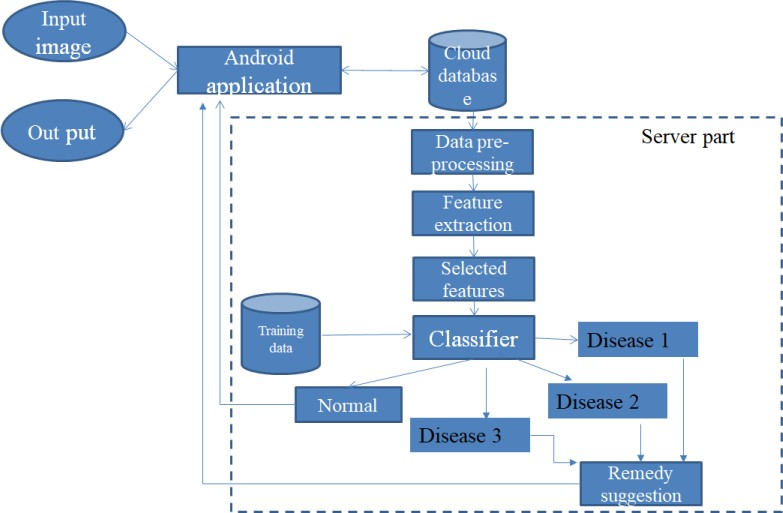 Input
image
Android
application
Cloud
databas
e
Out put
Server part
Data pre-
processing
Feature
extraction
Selected
features
Training
data
Classifier
Disease 1
Normal
Disease 2
Disease 3
Remedy
suggestion